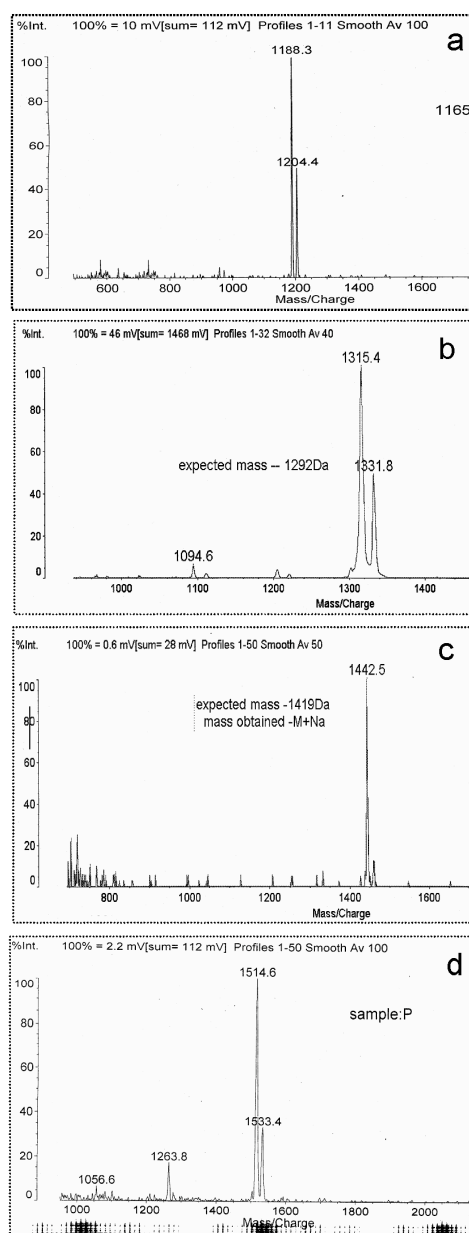 %Int. 100% = 10 mV[sum= 112 mV] Profiles 1-11 Smooth Av 100
a
1188.3
100
80
1165
1204.4
60
40
20
0
600 800 1000 1200 1400 1600
Mass/Charge
%Int. 100% = 46 mV[sum= 1468 mV] Profiles 1-32 Smooth Av 40
b
1315.4
100
80
expected mass -- 1292Da
1331.8
60
40
20
1094.6
0
1000 1100 1200 1300 1400
Mass/Charge
%Int. 100% = 0.6 mV[sum= 28 mV] Profiles 1-50 Smooth Av 50
c
1442.5
100
expected mass -1419Da
80
mass obtained -M+Na
60
40
20
0
800 1000 1200 1400 1600
Mass/Charge
%Int. 100% = 2.2 mV[sum= 112 mV] Profiles 1-50 Smooth Av 100
d
1514.6
100
sample:P
80
60
40
1533.4
20
1263.8
1056.6
0
1000 1200 1400 1600 1800 2000
Mass/Charge